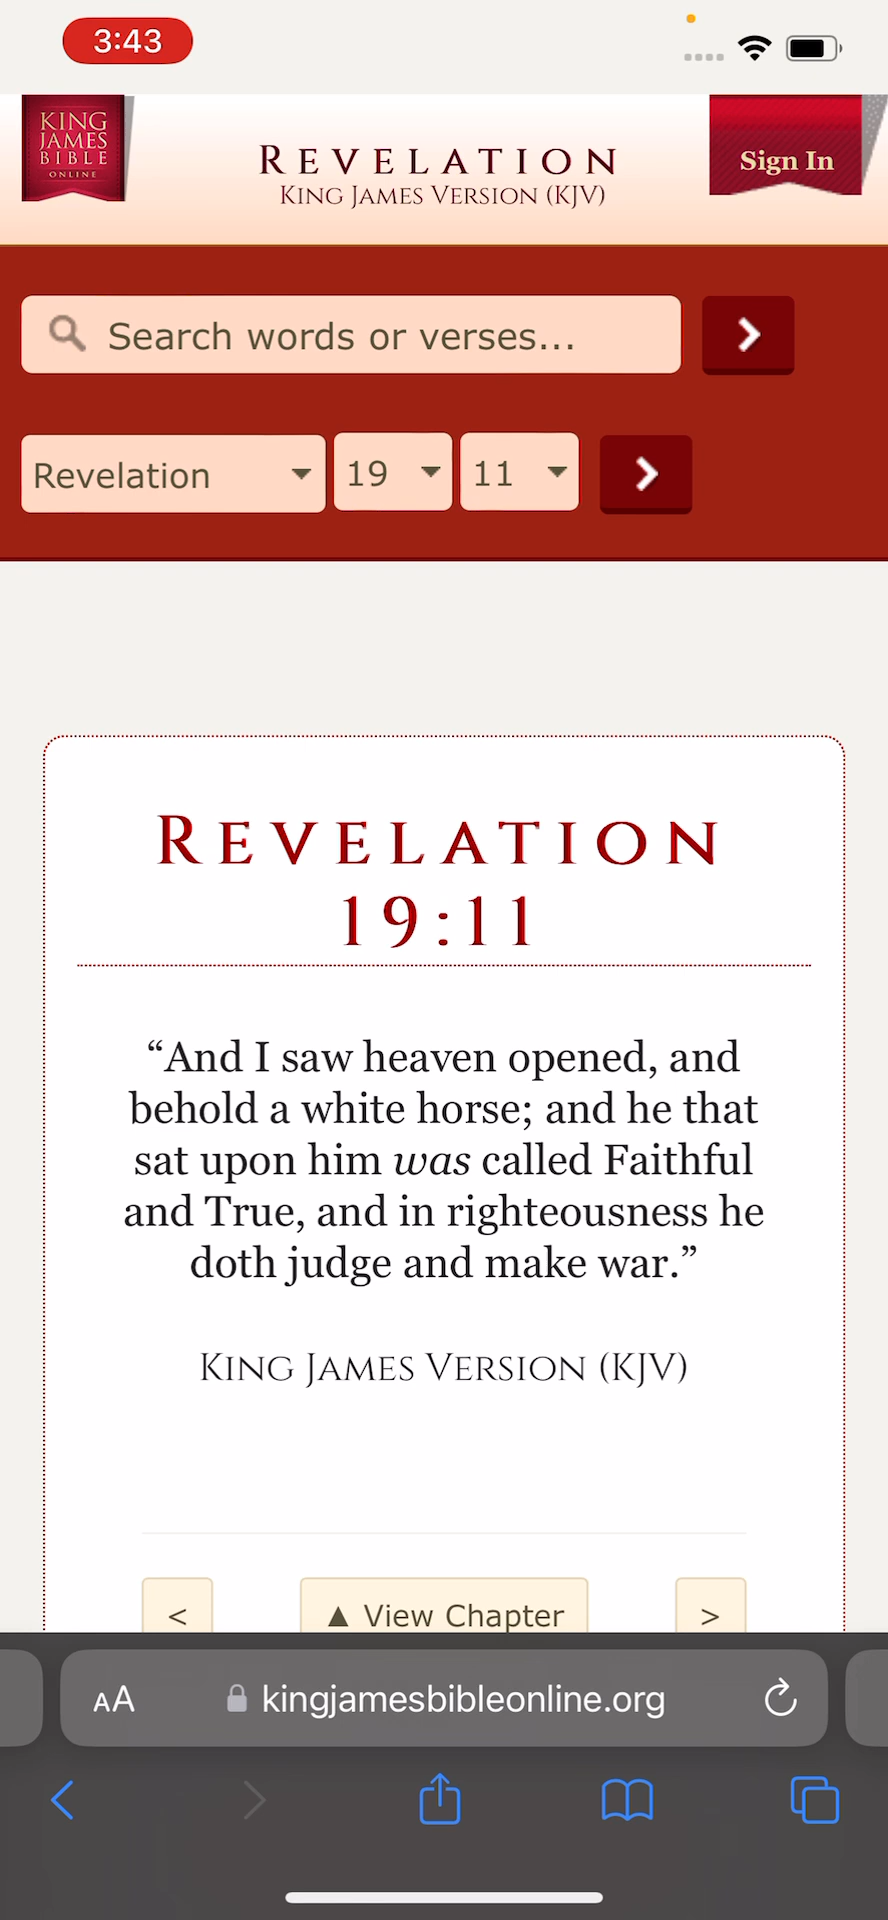 3:43
KING
JAMES
BIBLE
ONLINE
REVELATION
KING JAMES VERSION (KJV)
Sign In
Search words or verses...
Revelation
19
11
REVELATION
19:11
“And I saw heaven opened, and
behold a white horse; and he that
sat upon him was called Faithful
and True, and in righteousness he
doth judge and make war.”
KING JAMES VERSION (KJV)
<
▲ View Chapter
>
AA
kingjamesbibleonline.org